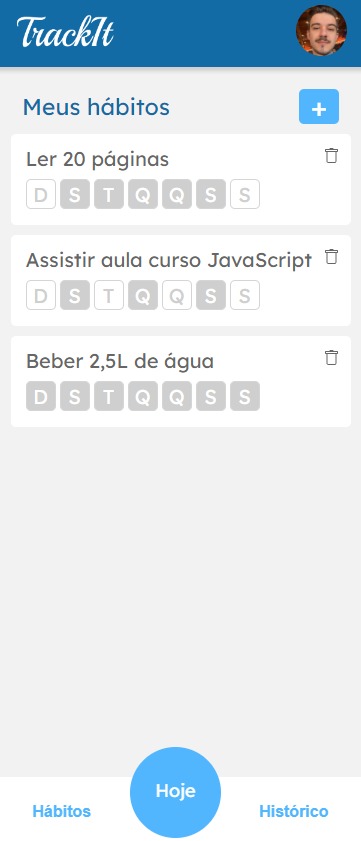 TrackIt
Meus hábitos
+
Ler 20 páginas
D S T Q Q S S
Assistir aula curso JavaScript
D S T Q Q S S
Beber 2,5L de água
D S T Q Q S S
Hábitos
Hoje
Histórico